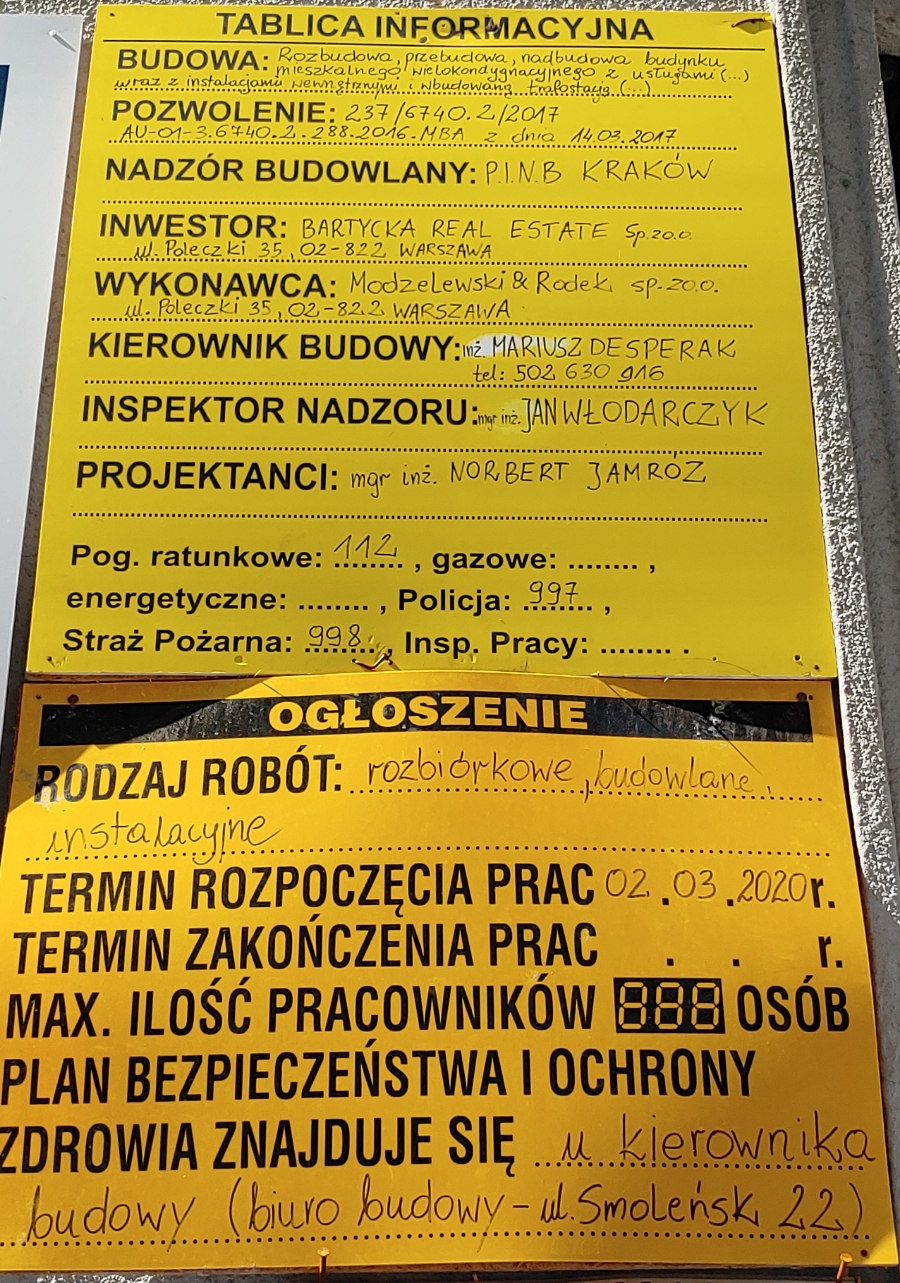 TABLICA INFORMACYJNA
BUDOWA: Rozbudowa, przebudowa, nadbudowa budynku
mieszkalnego wielokondygnacyjnego z usługami (...)
wraz z instalacjami wewnętrznymi i wbudowaną trafostacją (...)
POZWOLENIE: 237/6740.2/2017
AU-01-3.6740.2.288.2016.MBA z dnia 14.03.2017
NADZÓR BUDOWLANY: P.I.N.B KRAKÓW
INWESTOR: BARTYCKA REAL ESTATE Sp.zo.o.
ul. Poleczki 35, 02-822 WARSZAWA
WYKONAWCA: Modzelewski & Rodek sp. z o.o.
ul. Poleczki 35, 02-822 WARSZAWA
KIEROWNIK BUDOWY: inż. MARIUSZ DESPERAK
tel: 502 630 916
INSPEKTOR NADZORU: mgr inż. JAN WŁODARCZYK
PROJEKTANCI: mgr inż. NORBERT JAMRÓZ
Pog. ratunkowe: 112, gazowe: ........ ,
energetyczne: ........ , Policja: 997 ,
Straż Pożarna: 998 , Insp. Pracy: ........ .
OGŁOSZENIE
RODZAJ ROBÓT: rozbiórkowe, budowlane,
instalacyjne
TERMIN ROZPOCZĘCIA PRAC 02.03.2020r.
TERMIN ZAKOŃCZENIA PRAC . . r.
MAX. ILOŚĆ PRACOWNIKÓW 888 OSÓB
PLAN BEZPIECZEŃSTWA I OCHRONY
ZDROWIA ZNAJDUJE SIĘ u kierownika
budowy (biuro budowy - ul. Smoleńsk 22)